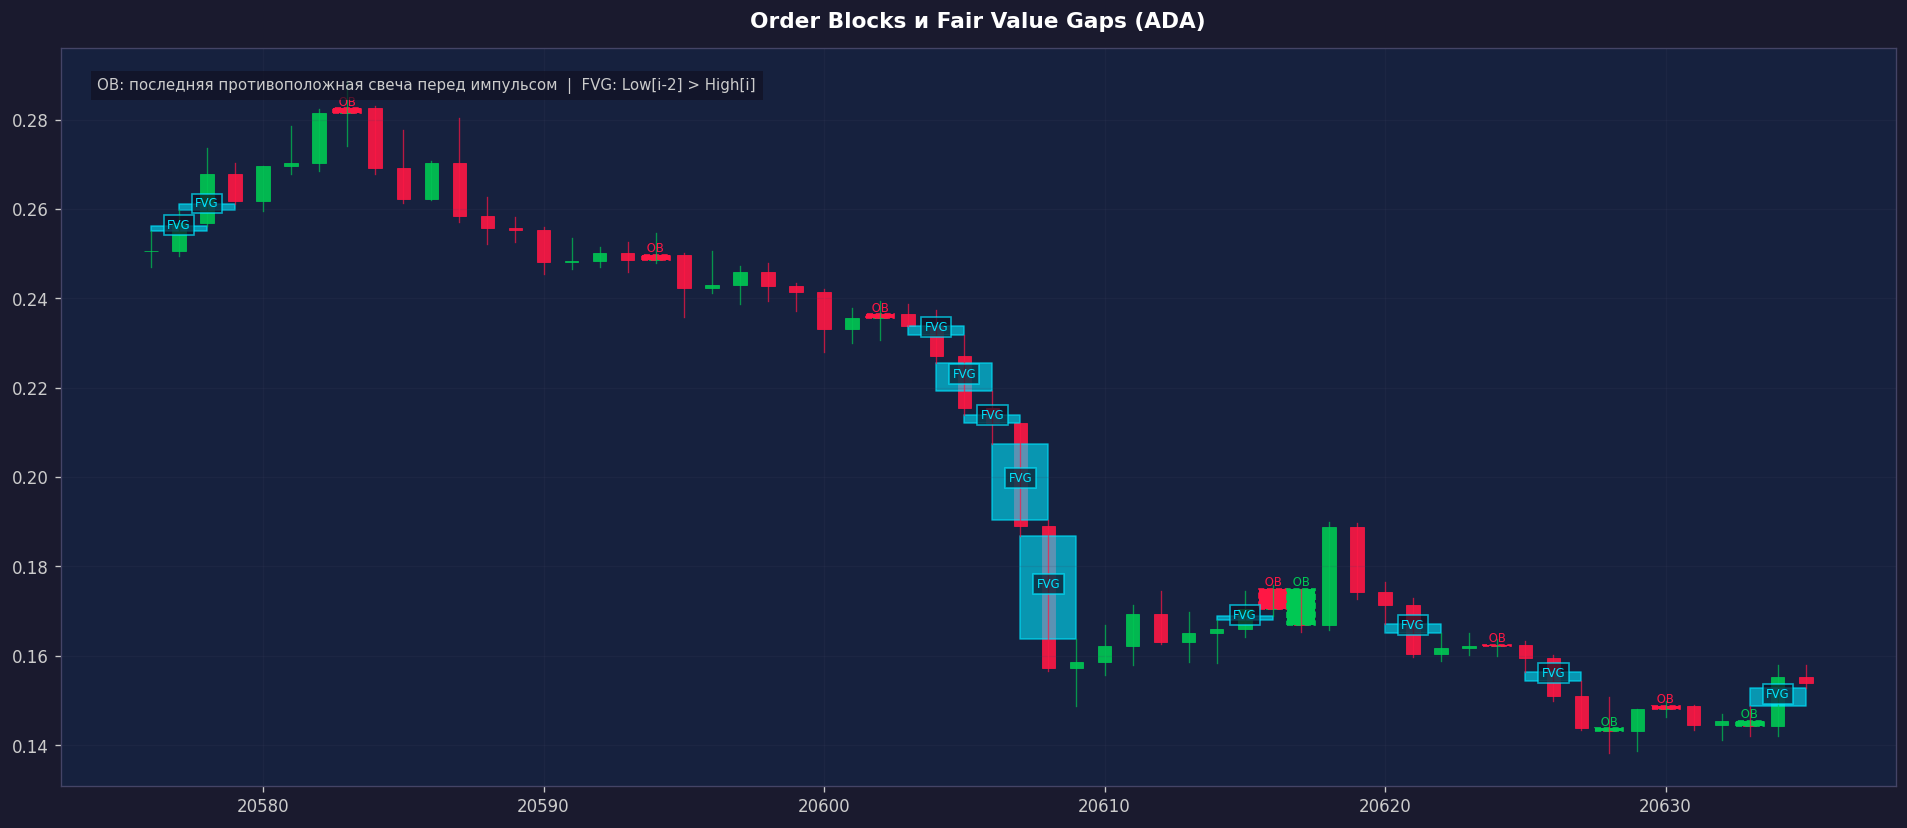 Order Blocks и Fair Value Gaps (ADA)
OB: последняя противоположная свеча перед импульсом | FVG: Low[i-2] > High[i]
OB
0.28
FVG
0.26
FVG
OB
0.24
OB
FVG
0.22
FVG
FVG
0.20
FVG
0.18
FVG
OB
OB
FVG
FVG
0.16
OB
FVG
OB
FVG
OB
OB
0.14
20580
20590
20600
20610
20620
20630